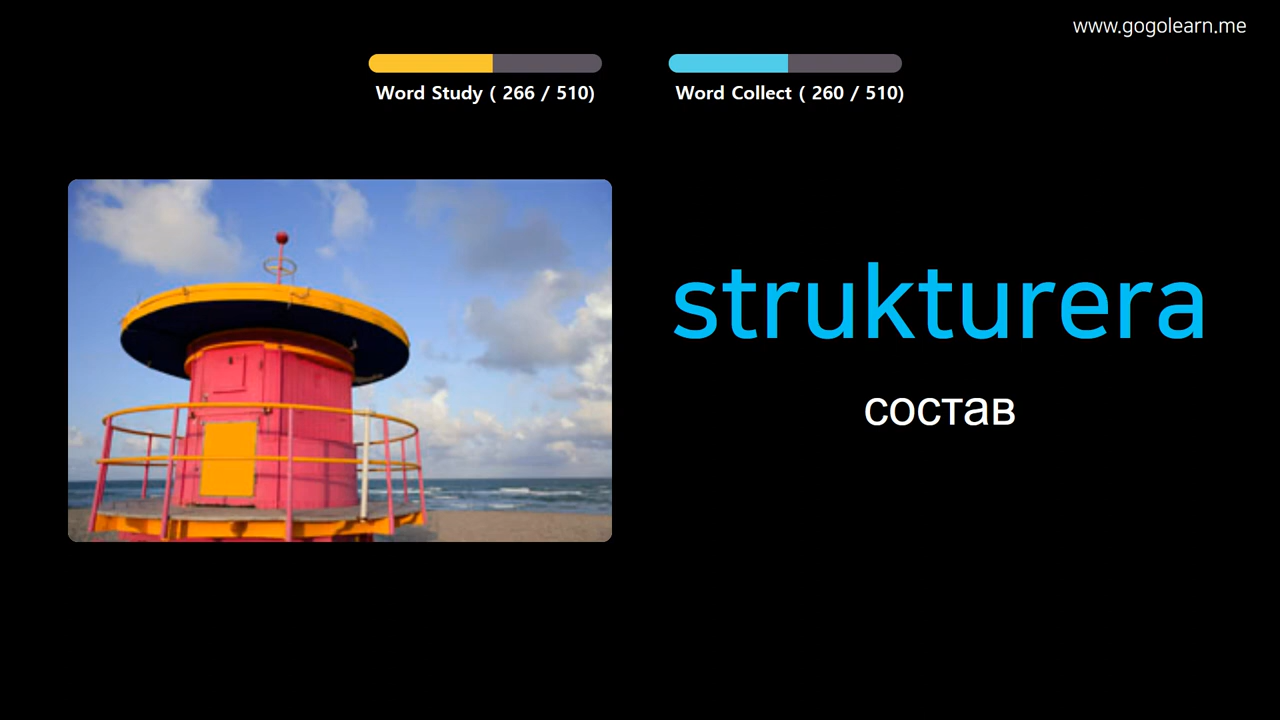 www.gogolearn.me
Word Study ( 266 / 510)
Word Collect ( 260 / 510)
strukturera
состав